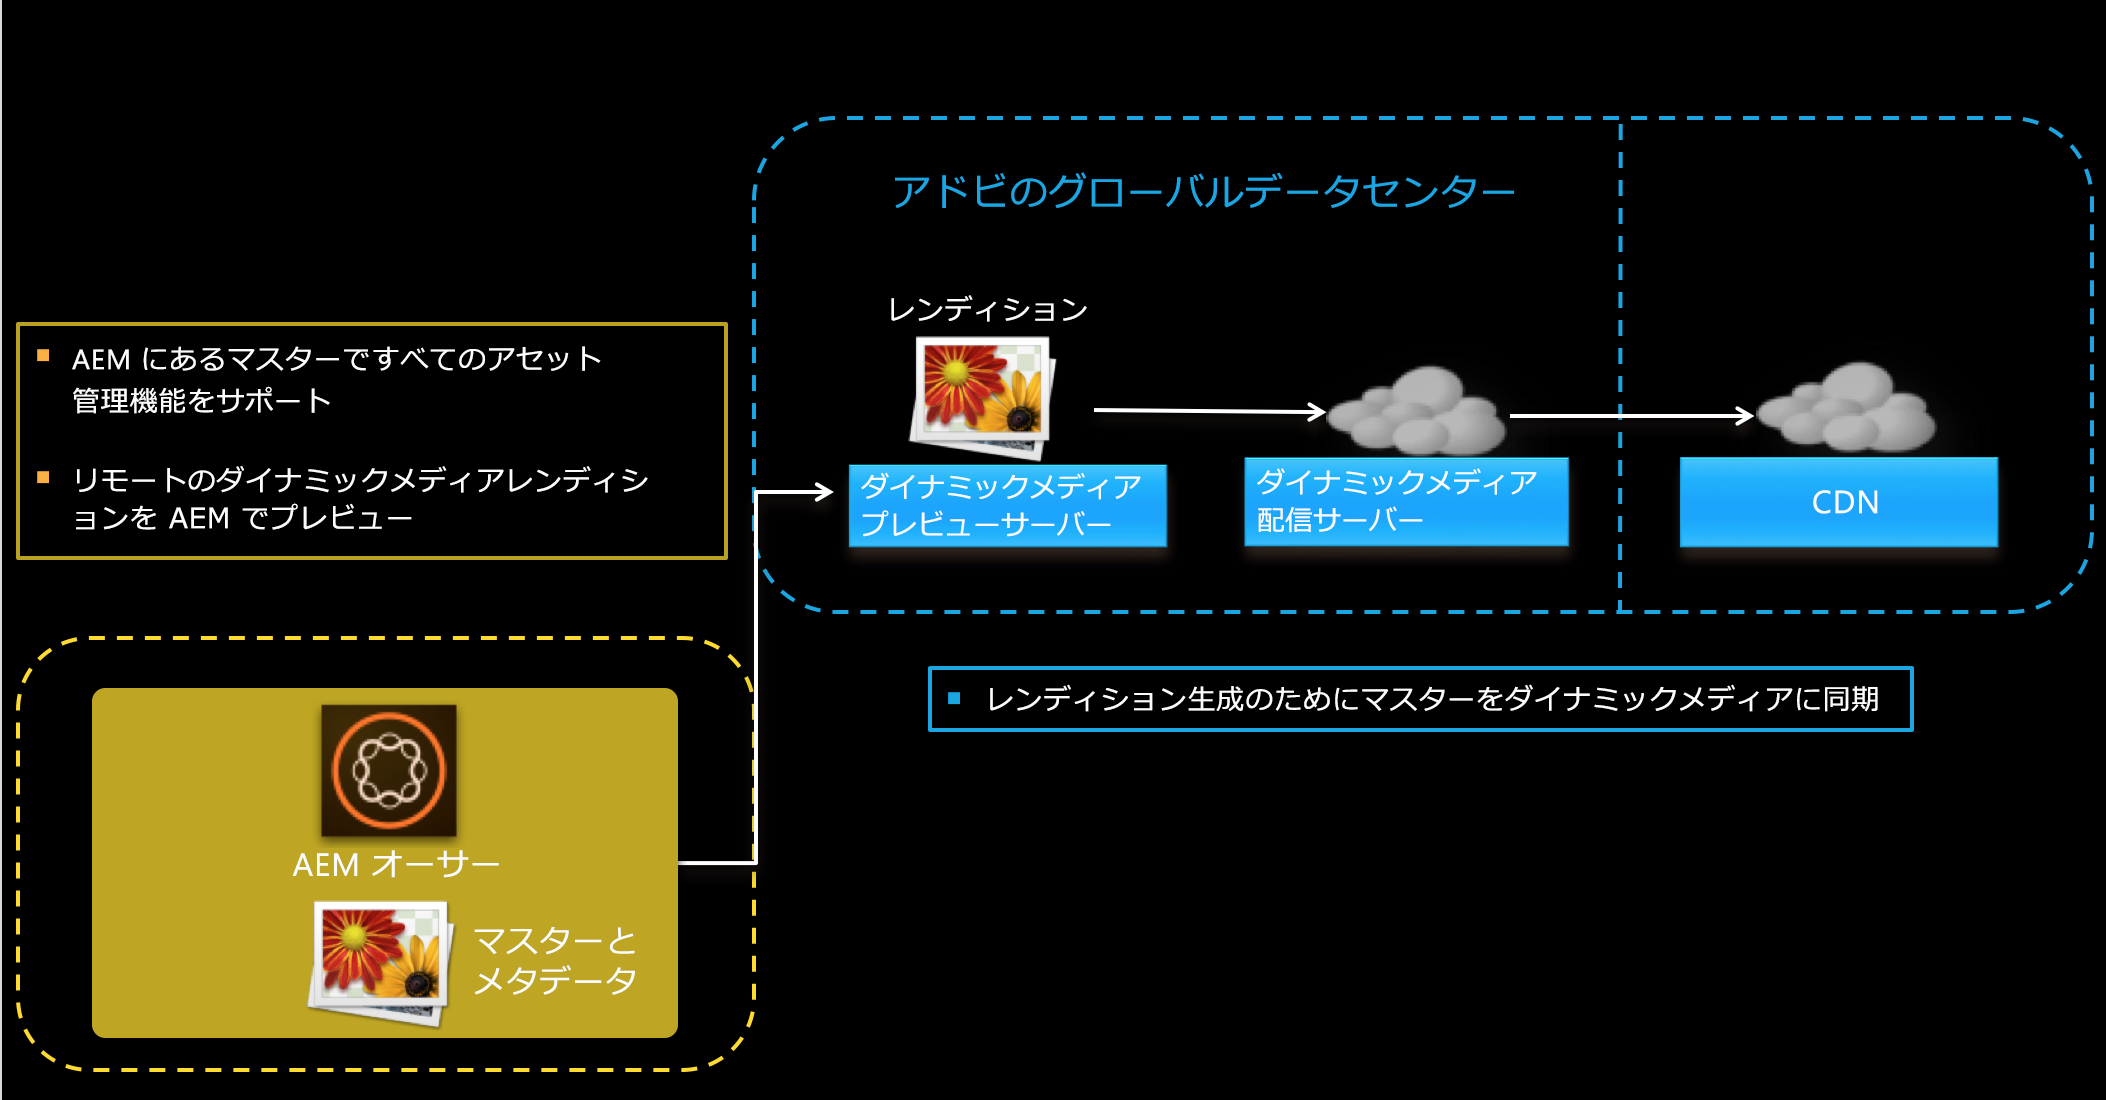 アドビのグローバルデータセンター
レンディション
AEM にあるマスターですべてのアセット
管理機能をサポート
リモートのダイナミックメディアレンディシ
ョンを AEM でプレビュー
ダイナミックメディア
プレビューサーバー
ダイナミックメディア
配信サーバー
CDN
レンディション生成のためにマスターをダイナミックメディアに同期
AEM オーサー
マスターと
メタデータ